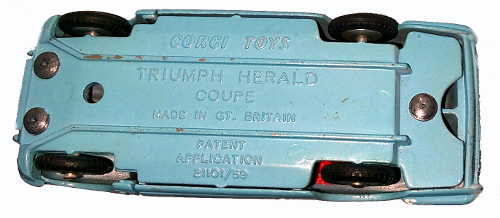 CORGI TOYS
TRIUMPH HERALD
COUPE
MADE IN GT. BRITAIN
PATENT
APPLICATION
21101/59